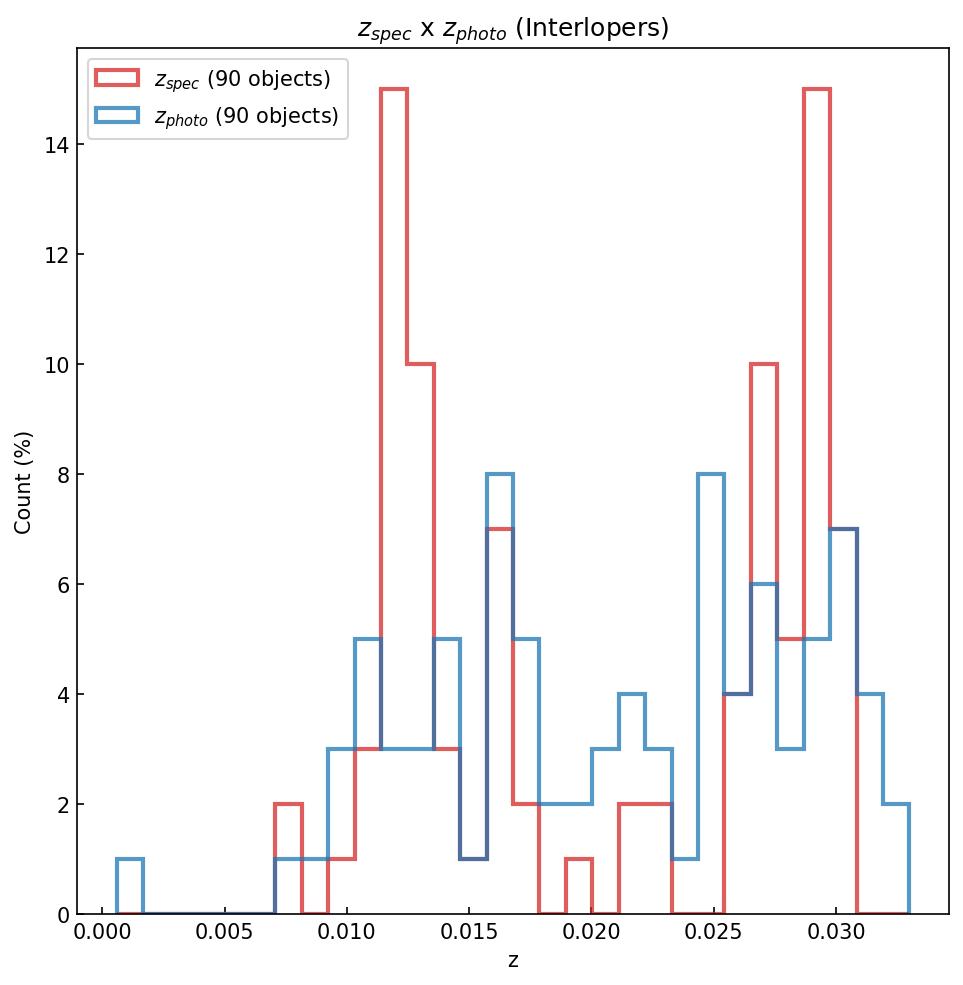 z_spec x z_photo (Interlopers)
z_spec (90 objects)
z_photo (90 objects)
Count (%)
14
12
10
8
6
4
2
0
0.000 0.005 0.010 0.015 0.020 0.025 0.030
z